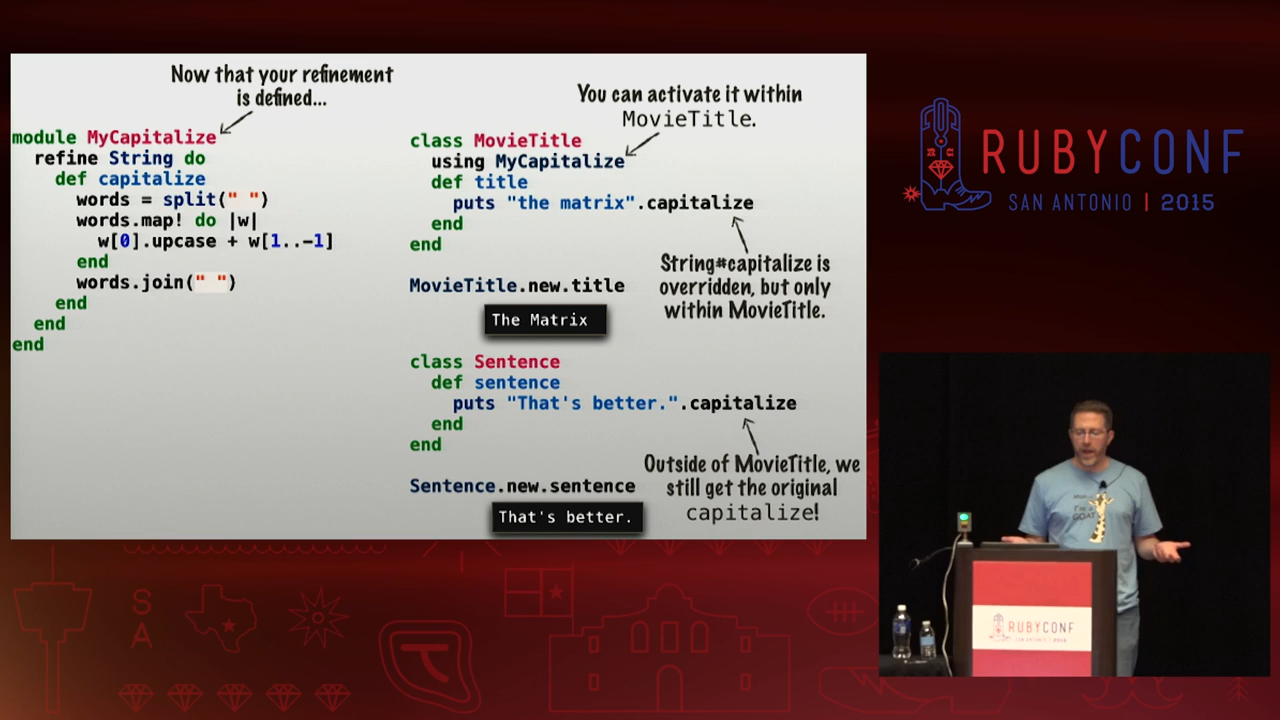 Now that your refinement
is defined...
module MyCapitalize
refine String do
def capitalize
words = split(" ")
words.map! do |w|
w[0].upcase + w[1..-1]
end
words.join(" ")
end
end
end
You can activate it within
MovieTitle.
class MovieTitle
using MyCapitalize
def title
puts "the matrix".capitalize
end
end
String#capitalize is
overridden, but only
within MovieTitle.
MovieTitle.new.title
The Matrix
class Sentence
def sentence
puts "That's better.".capitalize
end
end
Outside of MovieTitle, we
still get the original
capitalize!
Sentence.new.sentence
That's better.
RUBYCONF
SAN ANTONIO | 2015
S
A
I'm a
GOAT
RUBYCONF
SAN ANTONIO | 2015